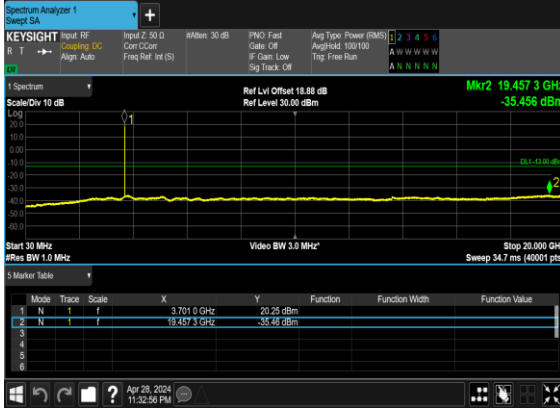 Spectrum Analyzer 1
Swept SA
+
KEYSIGHT Input: RF Input Z: 50 Ω #Atten: 30 dB PNO: Fast Avg Type: Power (RMS) 1 2 3 4 5 6
R T Coupling: DC Corr CCorr Gate: Off Avg|Hold: 100/100 A W W W W W
Align: Auto Freq Ref: Int (S) IF Gain: Low Trig: Free Run
LXI Sig Track: Off A N N N N N
1 Spectrum Ref Lvl Offset 18.88 dB Mkr2 19.457 3 GHz
Scale/Div 10 dB Ref Level 30.00 dBm -35.456 dBm
Log
1
20.0
10.0
0.00
-10.0 DL1 -13.00 dBm
-20.0
2
-30.0
-40.0
-50.0
-60.0
Start 30 MHz Video BW 3.0 MHz* Stop 20.000 GHz
#Res BW 1.0 MHz Sweep 34.7 ms (40001 pts)
5 Marker Table
Mode Trace Scale X Y Function Function Width Function Value
1 N 1 f 3.701 0 GHz 20.25 dBm
2 N 1 f 19.457 3 GHz -35.46 dBm
3
4
5
6
? Apr 28, 2024
11:32:56 PM